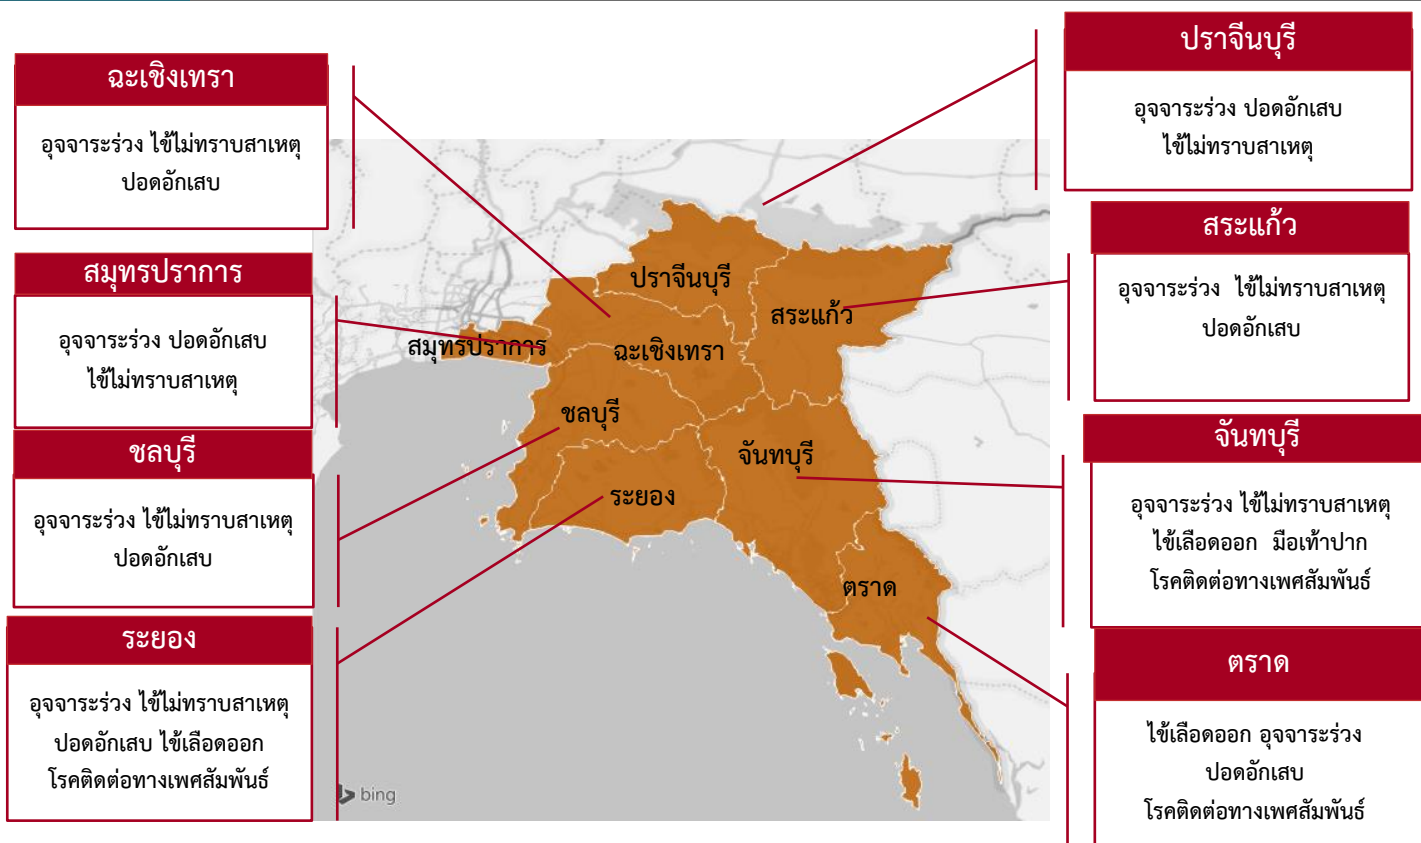 ฉะเชิงเทรา
อุจจาระร่วง ไข้ไม่ทราบสาเหตุ
ปอดอักเสบ
สมุทรปราการ
อุจจาระร่วง ปอดอักเสบ
ไข้ไม่ทราบสาเหตุ
ชลบุรี
อุจจาระร่วง ไข้ไม่ทราบสาเหตุ
ปอดอักเสบ
ระยอง
อุจจาระร่วง ไข้ไม่ทราบสาเหตุ
ปอดอักเสบ ไข้เลือดออก
โรคติดต่อทางเพศสัมพันธ์
ปราจีนบุรี
สระแก้ว
สมุทรปราการ
ฉะเชิงเทรา
ชลบุรี
จันทบุรี
ระยอง
ตราด
bing
ปราจีนบุรี
อุจจาระร่วง ปอดอักเสบ
ไข้ไม่ทราบสาเหตุ
สระแก้ว
อุจจาระร่วง ไข้ไม่ทราบสาเหตุ
ปอดอักเสบ
จันทบุรี
อุจจาระร่วง ไข้ไม่ทราบสาเหตุ
ไข้เลือดออก มือเท้าปาก
โรคติดต่อทางเพศสัมพันธ์
ตราด
ไข้เลือดออก อุจจาระร่วง
ปอดอักเสบ
โรคติดต่อทางเพศสัมพันธ์